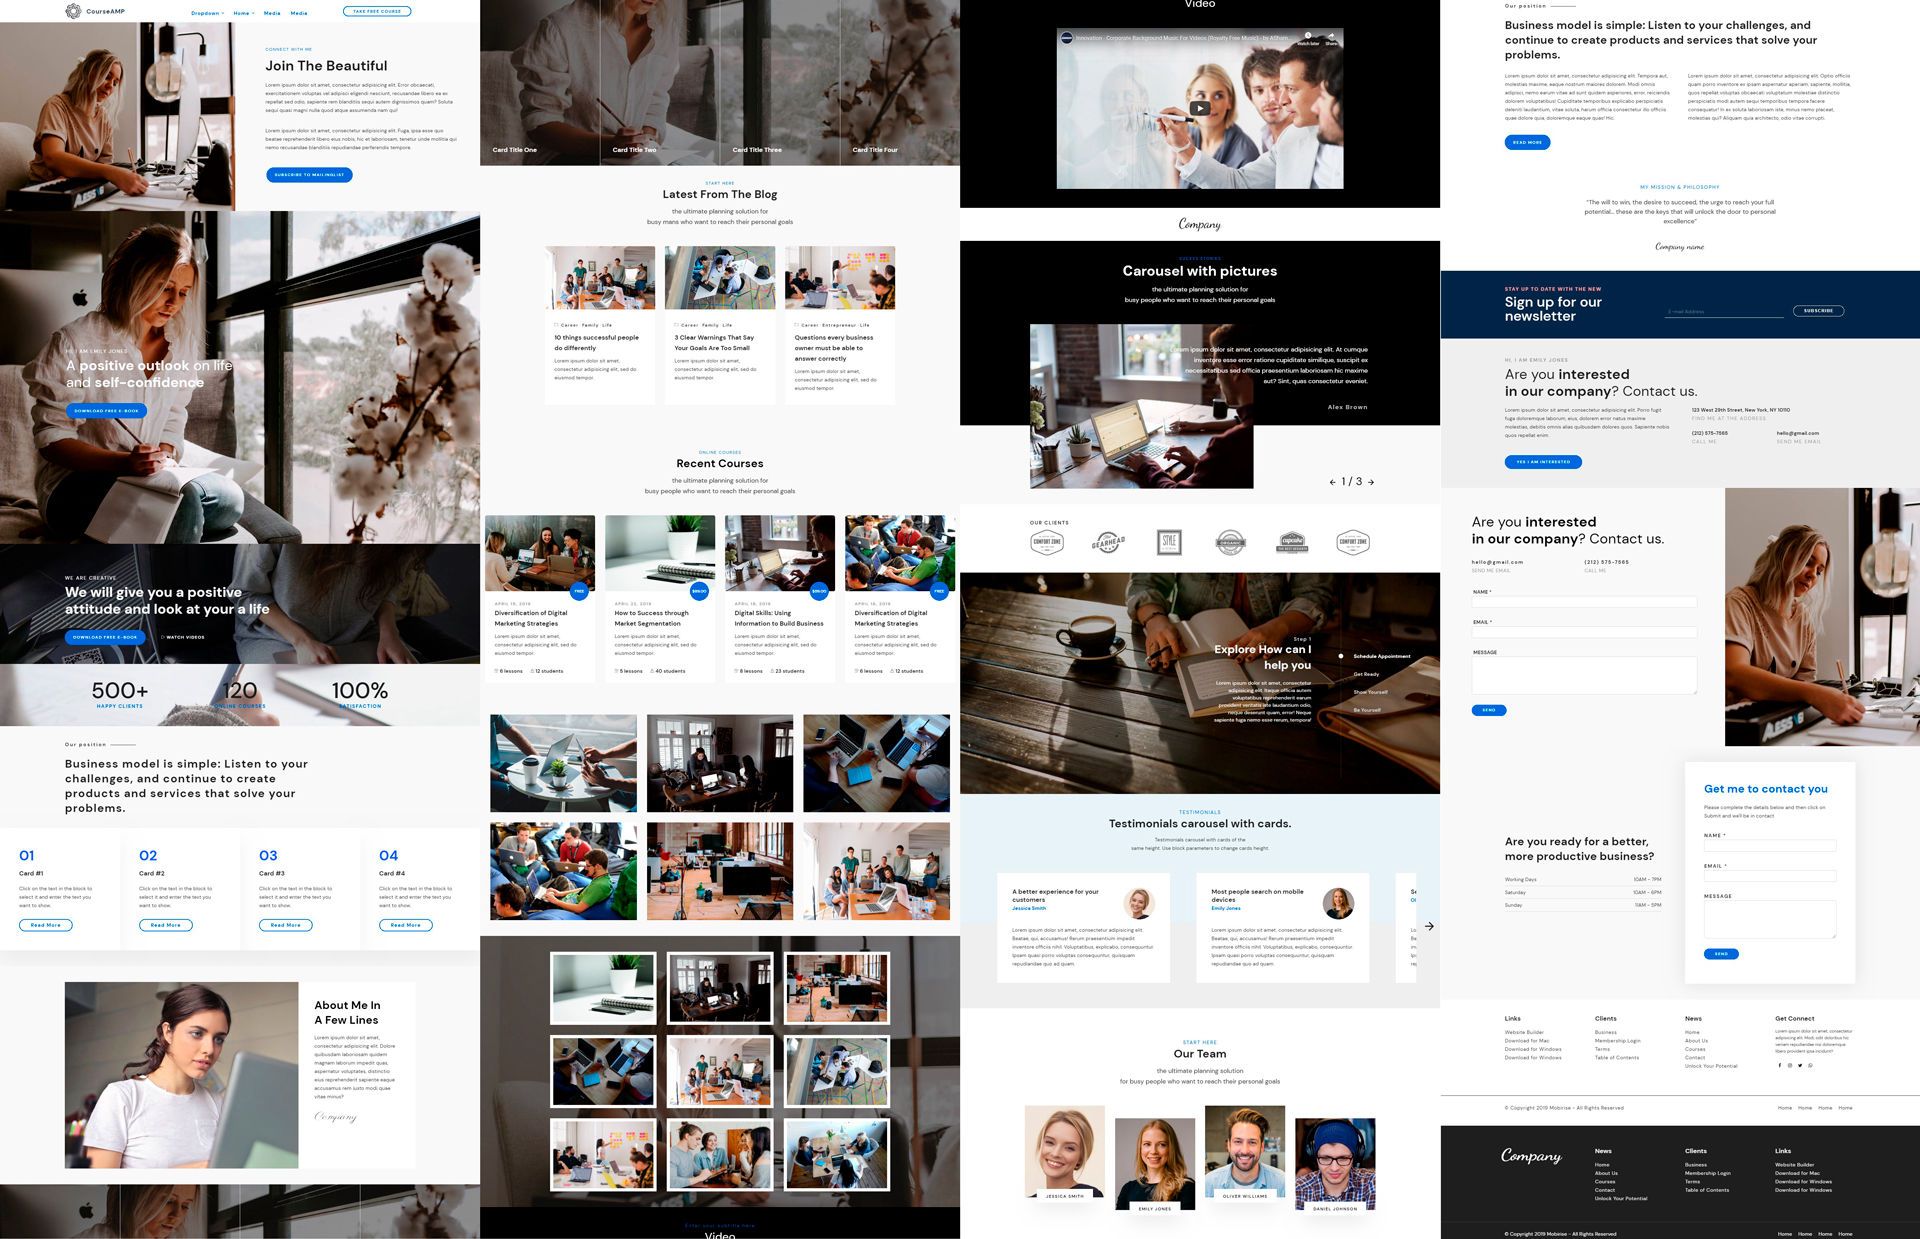 CourseAMP
Dropdown
Home
Media
Media
TAKE FREE COURSE
CONNECT WITH ME
Join The Beautiful
Lorem ipsum dolor sit amet, consectetur adipisicing elit. Error obcaecati,
exercitationem voluptas vel adipisci eligendi nesciunt, recusandae libero ea ex
repellat sed odio, sapiente rem blanditiis sequi autem dignissimos quam? Soluta
sequi quasi magni nulla quod atque assumenda nam qui!
Lorem ipsum dolor sit amet, consectetur adipisicing elit. Fuga, ipsa esse quo
beatae reprehenderit libero eius nobis, hic et laboriosam, tenetur unde mollitia qui
nemo recusandae blanditiis repudiandae perferendis tempore.
SUBSCRIBE TO MAILINGLIST
HI, I AM EMILY JONES
A positive outlook on life
and self-confidence
DOWNLOAD FREE E-BOOK
WE ARE CREATIVE
We will give you a positive
attitude and look at your a life
DOWNLOAD FREE E-BOOK
WATCH VIDEOS
500+
HAPPY CLIENTS
120
ONLINE COURSES
100%
SATISFACTION
Our position
Business model is simple: Listen to your
challenges, and continue to create
products and services that solve your
problems.
01
Card #1
Click on the text in the block to
select it and enter the text you
want to show.
Read More
02
Card #2
Click on the text in the block to
select it and enter the text you
want to show.
Read More
03
Card #3
Click on the text in the block to
select it and enter the text you
want to show.
Read More
04
Card #4
Click on the text in the block to
select it and enter the text you
want to show.
Read More
About Me In
A Few Lines
Lorem ipsum dolor sit amet,
consectetur adipisicing elit. Dolore
quibusdam laboriosam quidem
magnam laborum impedit quas,
aspernatur voluptates, distinctio
eius reprehenderit sapiente eaque
accusamus rem iusto modi quae
vitae minus?
Company
Card Title One
Card Title Two
Card Title Three
Card Title Four
START HERE
Latest From The Blog
the ultimate planning solution for
busy mans who want to reach their personal goals
Career Family Life
10 things successful people
do differently
Lorem ipsum dolor sit amet,
consectetur adipisicing elit, sed do
eiusmod tempor.
Career Family Life
3 Clear Warnings That Say
Your Goals Are Too Small
Lorem ipsum dolor sit amet,
consectetur adipisicing elit, sed do
eiusmod tempor.
Career Entrepreneur Life
Questions every business
owner must be able to
answer correctly
Lorem ipsum dolor sit amet,
consectetur adipisicing elit, sed do
eiusmod tempor.
ONLINE COURSES
Recent Courses
the ultimate planning solution for
busy people who want to reach their personal goals
FREE
APRIL 19, 2019
Diversification of Digital
Marketing Strategies
Lorem ipsum dolor sit amet,
consectetur adipisicing elit, sed do
eiusmod tempor.
6 lessons
12 students
APRIL 22, 2019
How to Success through
Market Segmentation
Lorem ipsum dolor sit amet,
consectetur adipisicing elit, sed do
eiusmod tempor.
5 lessons
40 students
APRIL 18, 2019
Digital Skills: Using
Information to Build Business
Lorem ipsum dolor sit amet,
consectetur adipisicing elit, sed do
eiusmod tempor.
8 lessons
23 students
FREE
APRIL 18, 2019
Diversification of Digital
Marketing Strategies
Lorem ipsum dolor sit amet,
consectetur adipisicing elit, sed do
eiusmod tempor.
6 lessons
12 students
Enter your subtitle here
Video
Video
Innovation - Corporate Background Music For Videos [Royalty Free Music] - by ASham...
Watch later
Share
Company
SUCCESS STORIES
Carousel with pictures
the ultimate planning solution for
busy people who want to reach their personal goals
Lorem ipsum dolor sit amet, consectetur adipisicing elit. At cumque
inventore esse error ratione cupiditate similique, suscipit ex
necessitatibus sed officia praesentium laboriosam hic maxime
aut? Sint, quas consectetur eveniet.
Alex Brown
1 / 3
OUR CLIENTS
COMFORT ZONE
GEARHEAD
STYLE
ORGANIC
cupcake
COMFORT ZONE
Step 1
Explore How can I
help you
Lorem ipsum dolor sit amet, consectetur
adipisicing elit. Itaque officia autem
voluptatibus reprehenderit earum
provident veritatis iste laudantium odio,
neque deserunt quam, error! Neque
sapiente fuga nemo esse rerum, tempora!
Schedule Appointment
Get Ready
Show Yourself
Be Yourself
TESTIMONIALS
Testimonials carousel with cards.
Testimonials carousel with cards of the
same height. Use block parameters to change cards height.
A better experience for your
customers
Jessica Smith
Lorem ipsum dolor sit amet, consectetur adipisicing elit.
Beatae, qui, accusamus! Rerum praesentium impedit
inventore officiis nihil. Voluptatibus, explicabo, consequuntur.
Ipsam quasi porro voluptas consequuntur, quisquam
repudiandae quo ad quam.
Most people search on mobile
devices
Emily Jones
Lorem ipsum dolor sit amet, consectetur adipisicing elit.
Beatae, qui, accusamus! Rerum praesentium impedit
inventore officiis nihil. Voluptatibus, explicabo, consequuntur.
Ipsam quasi porro voluptas consequuntur, quisquam
repudiandae quo ad quam.
START HERE
Our Team
the ultimate planning solution
for busy people who want to reach their personal goals
JESSICA SMITH
EMILY JONES
OLIVER WILLIAMS
DANIEL JOHNSON
Our position
Business model is simple: Listen to your challenges, and
continue to create products and services that solve your
problems.
Lorem ipsum dolor sit amet, consectetur adipisicing elit. Tempora aut,
molestias maxime, eaque nostrum maiores dolorem. Modi omnis
adipisci, nemo earum vitae ad sunt quidem asperiores, error, reiciendis
dolorem voluptatibus! Cupiditate temporibus explicabo perspiciatis
deleniti laudantium, vitae soluta, harum officia consectetur illo officiis
quae dolore quia, doloremque eaque quas! Hic.
Lorem ipsum dolor sit amet, consectetur adipisicing elit. Optio officia
quam porro inventore ex ipsam aspernatur aperiam, sapiente, mollitia,
quos repellat voluptas obcaecati voluptatum molestiae distinctio
perspiciatis modi autem sequi temporibus tempora facere
consequatur! In ex soluta laboriosam iste, minus nemo placeat,
molestias qui? Aliquam quia architecto, odio vitae corrupti.
READ MORE
MY MISSION & PHILOSOPHY
“The will to win, the desire to succeed, the urge to reach your full
potential... these are the keys that will unlock the door to personal
excellence”
Company name
STAY UP TO DATE WITH THE NEW
Sign up for our
newsletter
E-mail Address
SUBSCRIBE
HI, I AM EMILY JONES
Are you interested
in our company? Contact us.
Lorem ipsum dolor sit amet, consectetur adipisicing elit. Porro fugit
fuga doloremque laborum, eius, dolorem error natus maxime
molestias, debitis omnis alias quibusdam dolores quos. Sapiente nobis
quos repellat enim.
YES I AM INTERESTED
123 West 29th Street, New York, NY 10110
FIND ME AT THE ADDRESS
(212) 575-7565
CALL ME
hello@gmail.com
SEND ME EMAIL
Are you interested
in our company? Contact us.
hello@gmail.com
SEND ME EMAIL
(212) 575-7565
CALL ME
NAME *
EMAIL *
MESSAGE
SEND
Are you ready for a better,
more productive business?
Working Days
10AM - 7PM
Saturday
10AM - 6PM
Sunday
11AM - 5PM
Get me to contact you
Please complete the details below and then click on
Submit and we'll be in contact
NAME *
EMAIL *
MESSAGE
SEND
Links
Website Builder
Download for Mac
Download for Windows
Download for Windows
Clients
Business
Membership Login
Terms
Table of Contents
News
Home
About Us
Courses
Contact
Unlock Your Potential
Get Connect
Lorem ipsum dolor sit amet, consectetur
adipisicing elit. Modi, odit doloribus hic
veniam repudiandae nisi doloremque
libero provident ipsa incidunt?
© Copyright 2019 Mobirise - All Rights Reserved
Home
Home
Home
Home
Company
News
Home
About Us
Courses
Contact
Unlock Your Potential
Clients
Business
Membership Login
Terms
Table of Contents
Links
Website Builder
Download for Mac
Download for Windows
Download for Windows
© Copyright 2019 Mobirise - All Rights Reserved
Home
Home
Home
Home